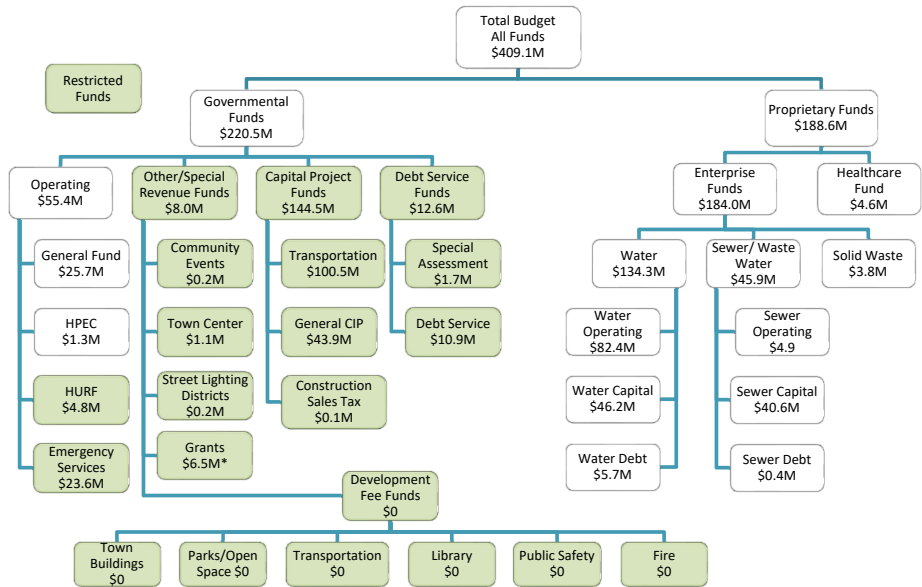 Total Budget
All Funds
$409.1M
Restricted
Funds
Governmental
Funds
$220.5M
Proprietary Funds
$188.6M
Operating
$55.4M
Other/Special
Revenue Funds
$8.0M
Capital Project
Funds
$144.5M
Debt Service
Funds
$12.6M
Enterprise
Funds
$184.0M
Healthcare
Fund
$4.6M
General Fund
$25.7M
Community
Events
$0.2M
Transportation
$100.5M
Special
Assessment
$1.7M
Water
$134.3M
Sewer/ Waste
Water
$45.9M
Solid Waste
$3.8M
HPEC
$1.3M
Town Center
$1.1M
General CIP
$43.9M
Debt Service
$10.9M
Water
Operating
$82.4M
Sewer
Operating
$4.9
HURF
$4.8M
Street Lighting
Districts
$0.2M
Construction
Sales Tax
$0.1M
Water Capital
$46.2M
Sewer Capital
$40.6M
Emergency
Services
$23.6M
Grants
$6.5M*
Water Debt
$5.7M
Sewer Debt
$0.4M
Development
Fee Funds
$0
Town
Buildings
$0
Parks/Open
Space $0
Transportation
$0
Library
$0
Public Safety
$0
Fire
$0